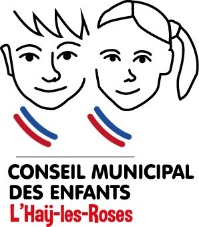 CONSEIL MUNICIPAL
DES ENFANTS
L'Haÿ-les-Roses